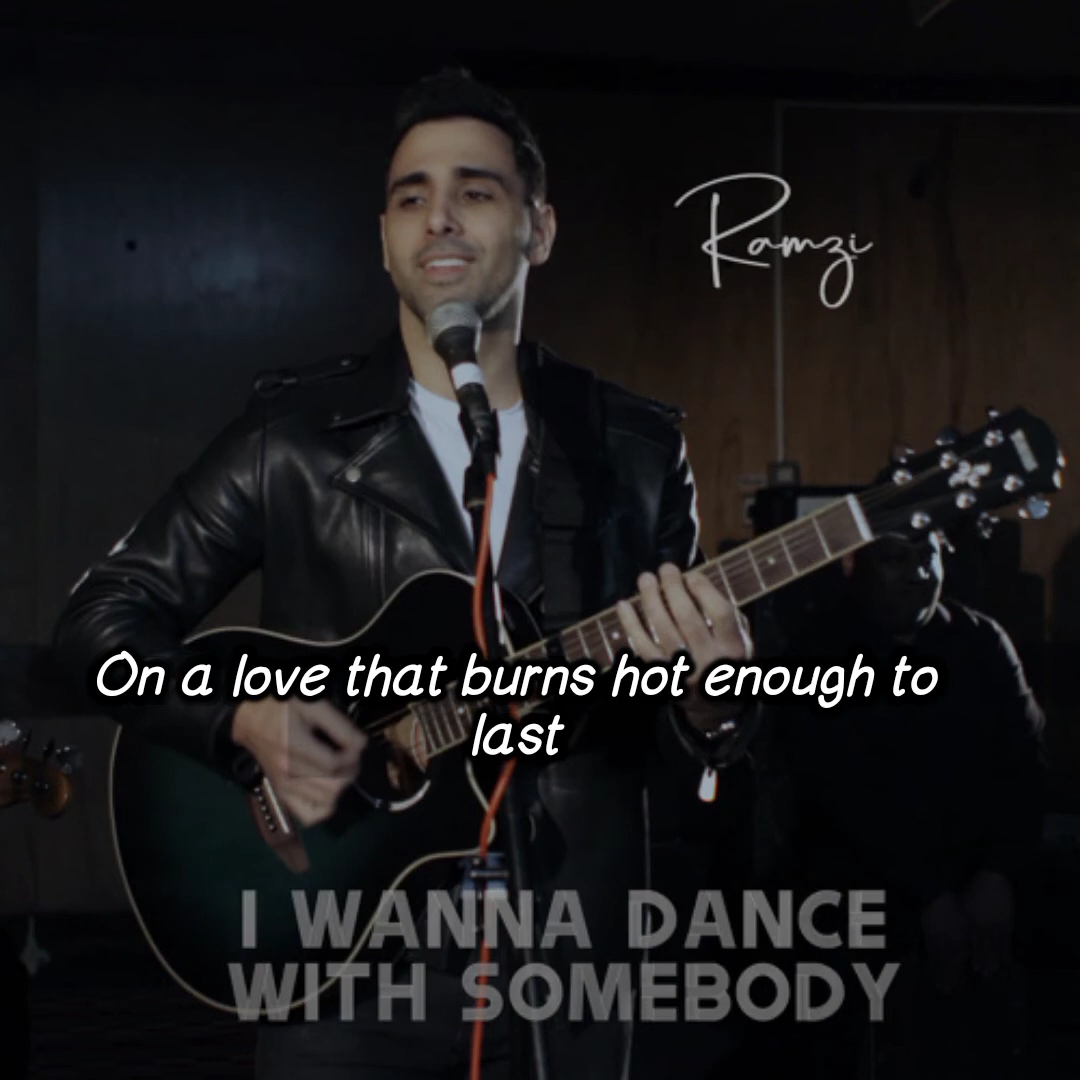 Ramzi
On a love that burns hot enough to
last
I WANNA DANCE
WITH SOMEBODY